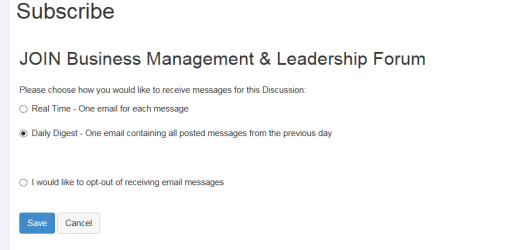 Subscribe
JOIN Business Management & Leadership Forum
Please choose how you would like to receive messages for this Discussion:
Real Time - One email for each message
Daily Digest - One email containing all posted messages from the previous day
I would like to opt-out of receiving email messages
Save Cancel